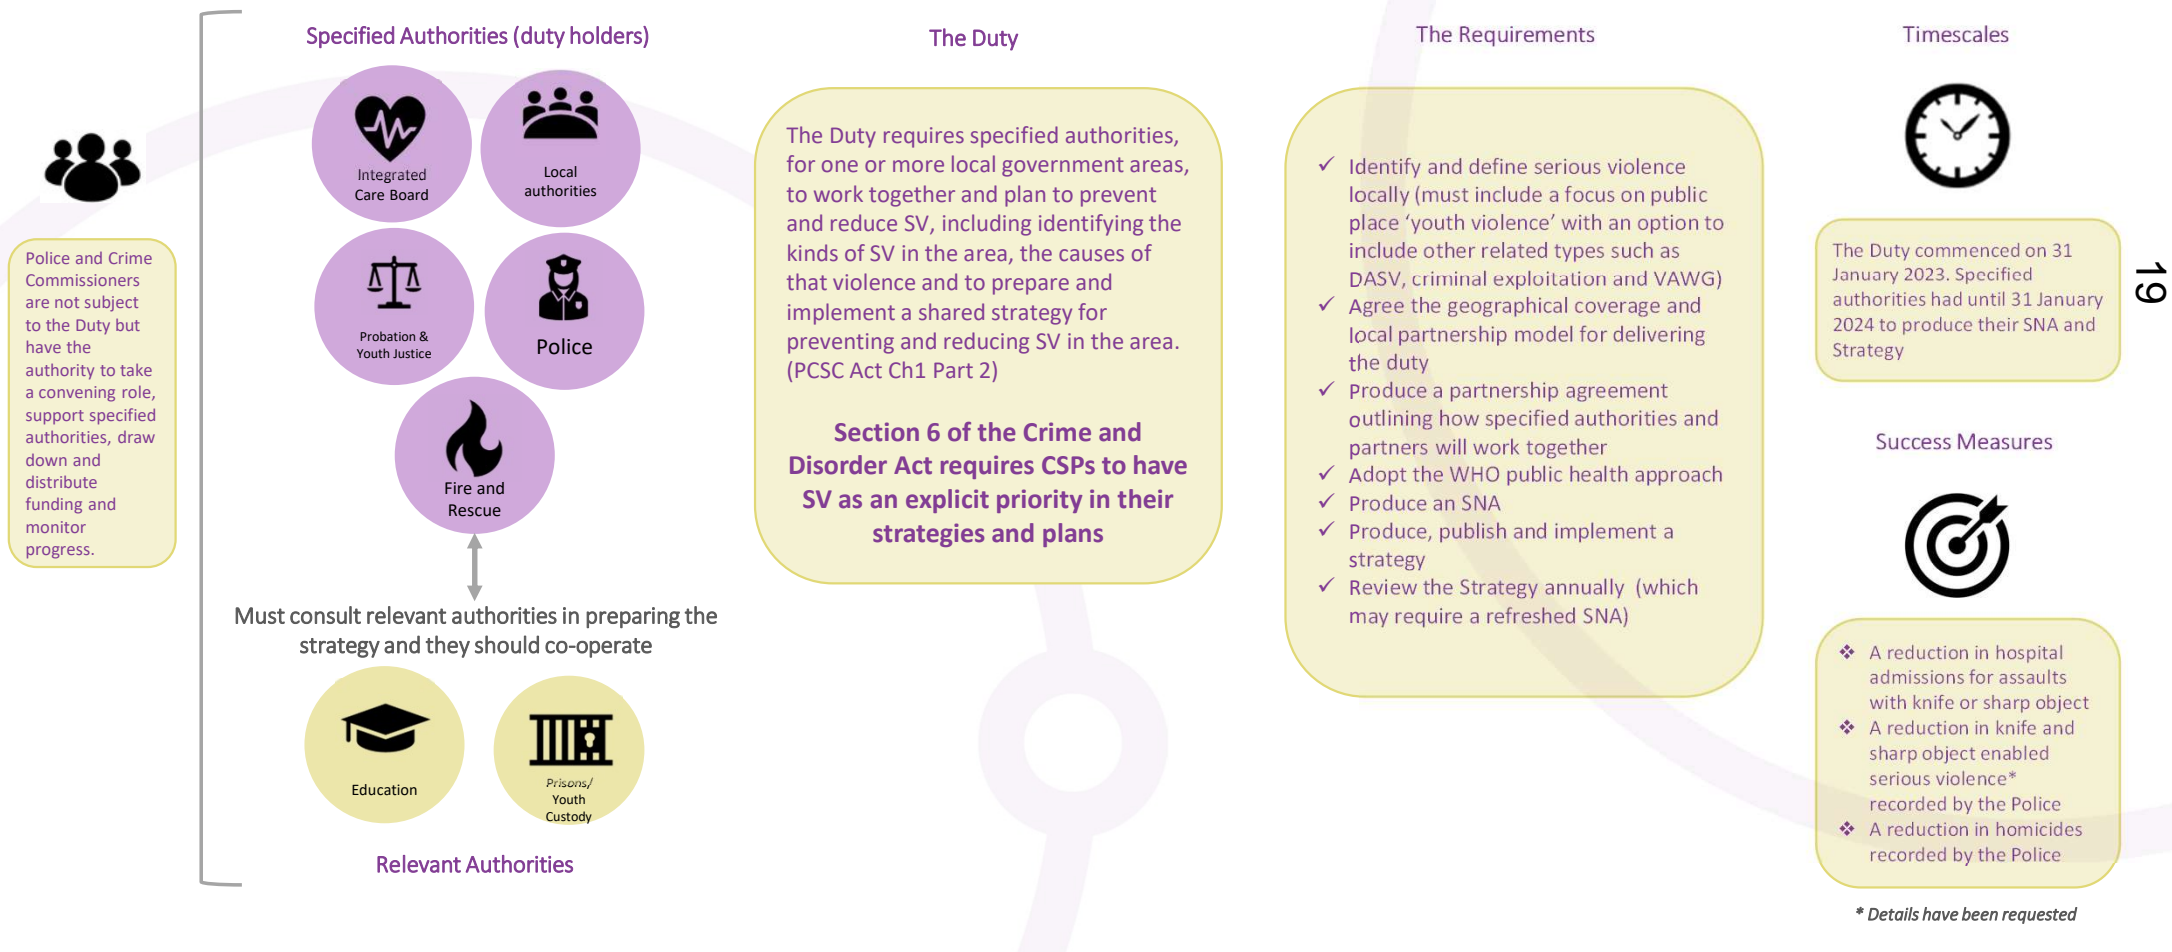 Police and Crime
Commissioners
are not subject
to the Duty but
have the
authority to take
a convening role,
support specified
authorities, draw
down and
distribute
funding and
monitor
progress.
Specified Authorities (duty holders)
Integrated
Care Board
Local
authorities
Probation &
Youth Justice
Police
Fire and
Rescue
Must consult relevant authorities in preparing the
strategy and they should co-operate
Education
Prisons/
Youth
Custody
Relevant Authorities
The Duty
The Duty requires specified authorities,
for one or more local government areas,
to work together and plan to prevent
and reduce SV, including identifying the
kinds of SV in the area, the causes of
that violence and to prepare and
implement a shared strategy for
preventing and reducing SV in the area.
(PCSC Act Ch1 Part 2)
Section 6 of the Crime and
Disorder Act requires CSPs to have
SV as an explicit priority in their
strategies and plans
The Requirements
✓ Identify and define serious violence
locally (must include a focus on public
place ‘youth violence’ with an option to
include other related types such as
DASV, criminal exploitation and VAWG)
✓ Agree the geographical coverage and
local partnership model for delivering
the duty
✓ Produce a partnership agreement
outlining how specified authorities and
partners will work together
✓ Adopt the WHO public health approach
✓ Produce an SNA
✓ Produce, publish and implement a
strategy
✓ Review the Strategy annually (which
may require a refreshed SNA)
Timescales
The Duty commenced on 31
January 2023. Specified
authorities had until 31 January
2024 to produce their SNA and
Strategy
Success Measures
❖ A reduction in hospital
admissions for assaults
with knife or sharp object
❖ A reduction in knife and
sharp object enabled
serious violence*
recorded by the Police
❖ A reduction in homicides
recorded by the Police
* Details have been requested
19